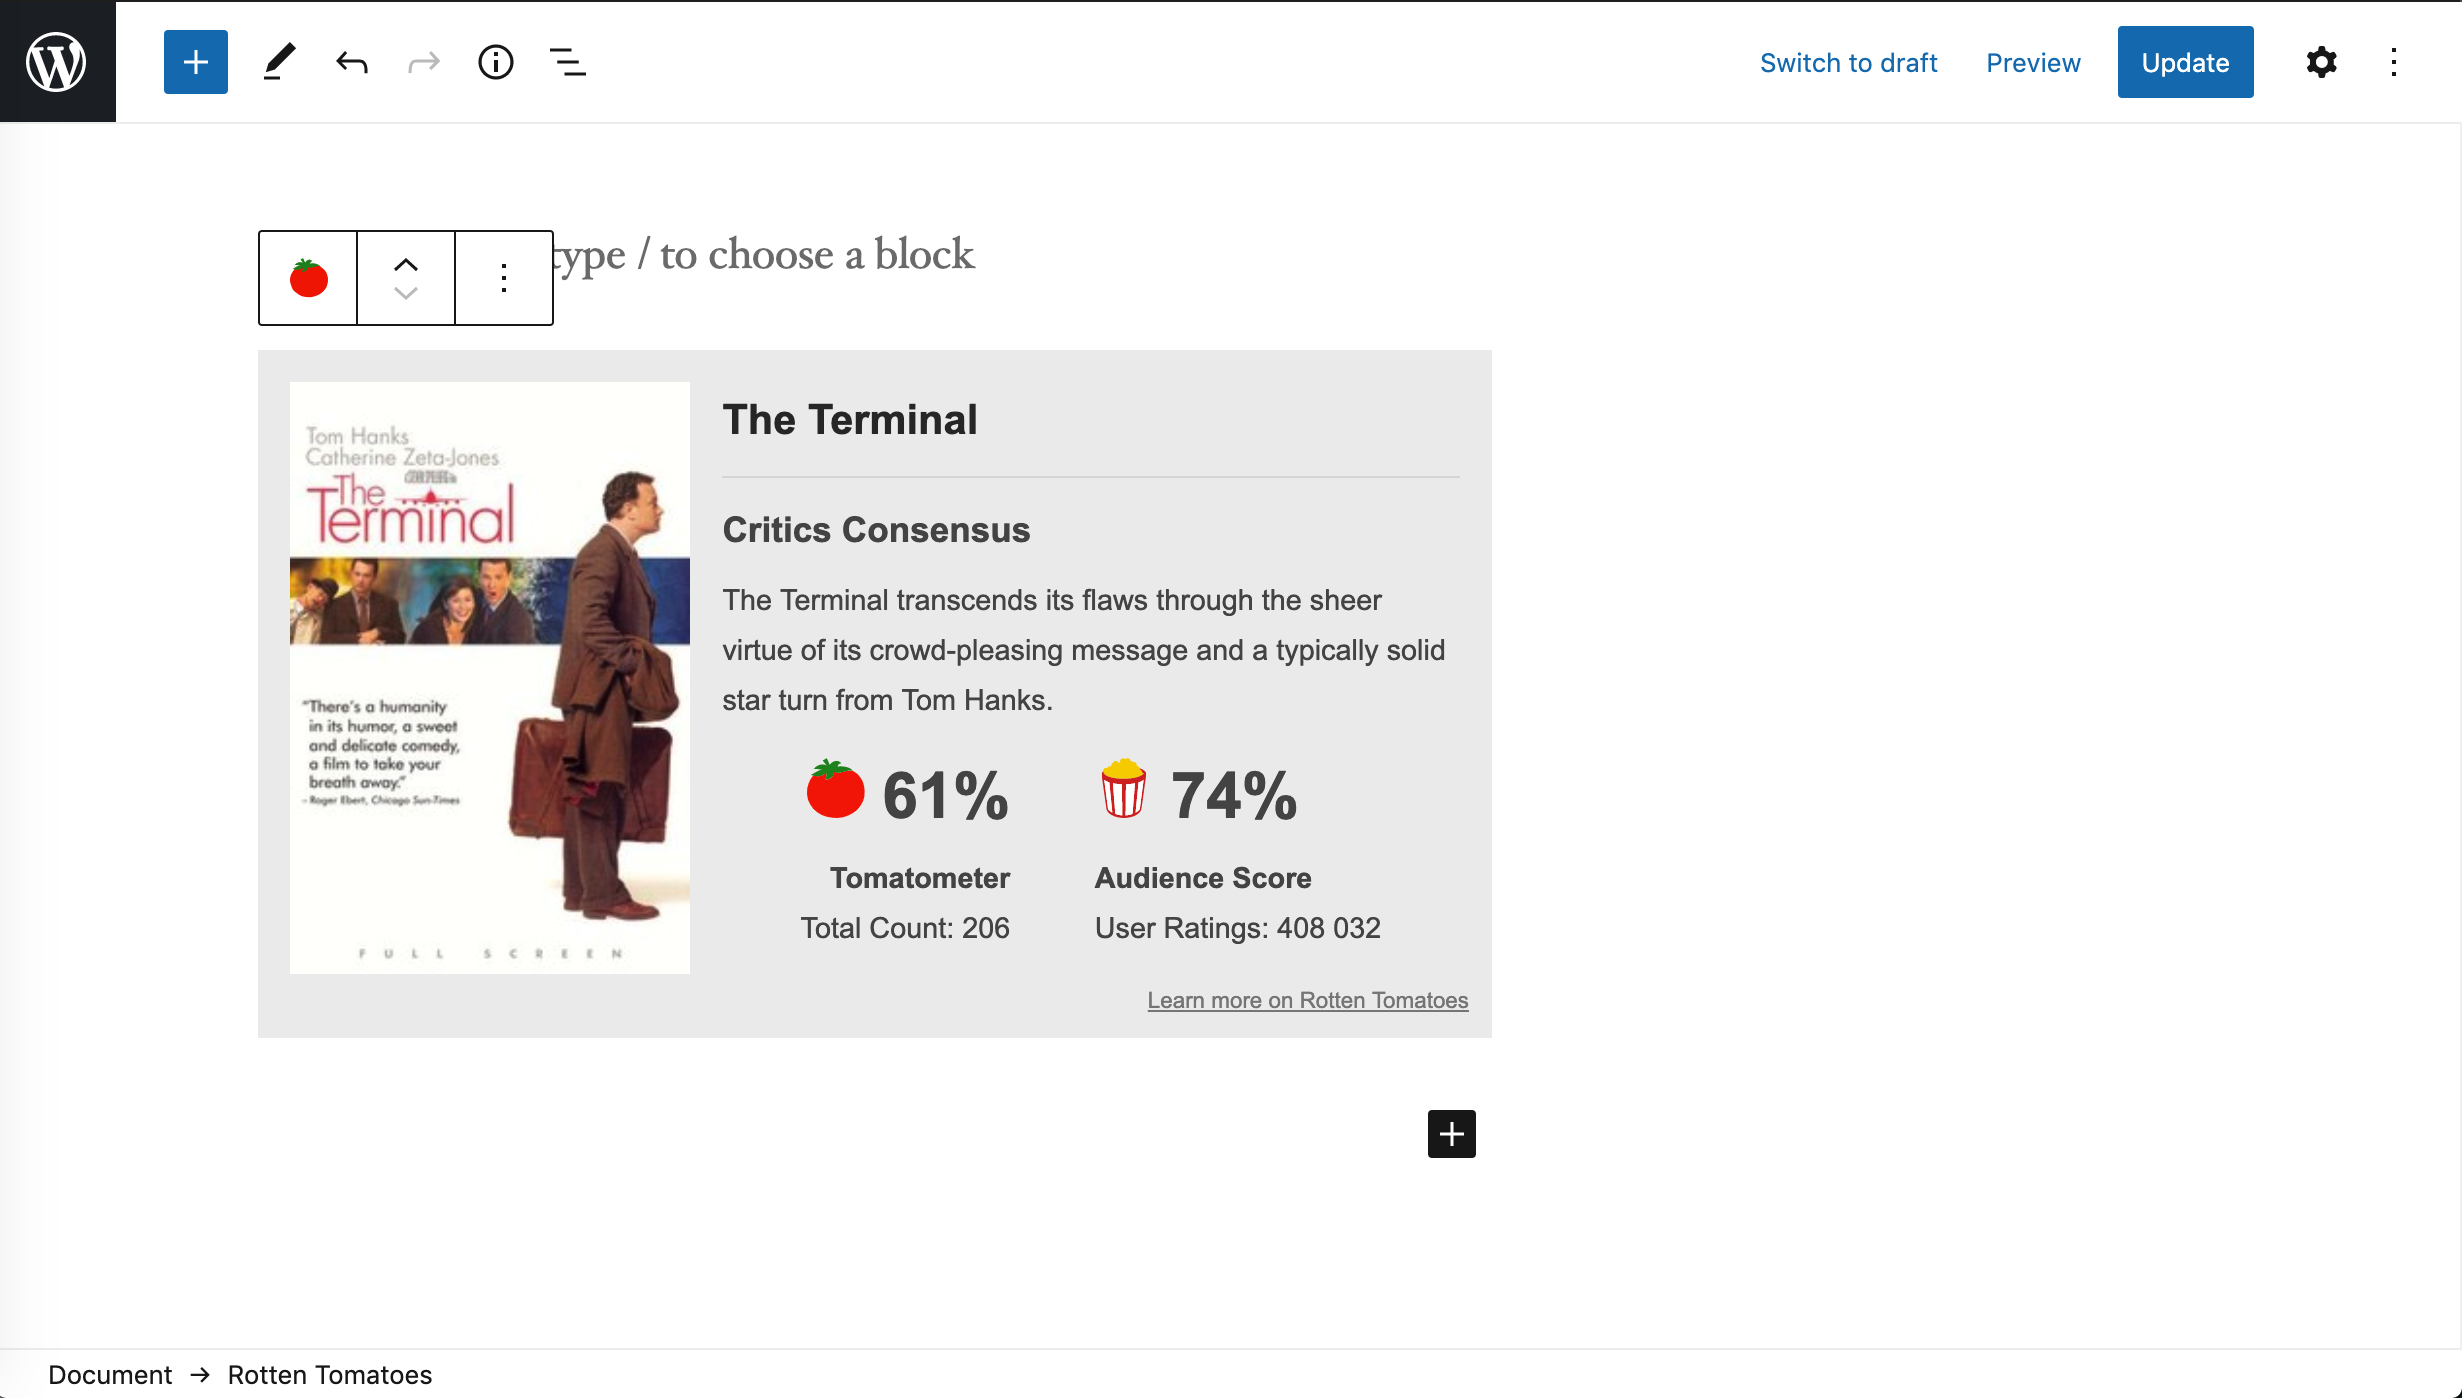 Switch to draft
Preview
Update
type / to choose a block
Tom Hanks
Catherine Zeta-Jones
The
Terminal
"There's a humanity
in its humor, a sweet
and delicate comedy,
a film to take your
breath away."
- Roger Ebert, Chicago Sun-Times
FULL SCREEN
The Terminal
Critics Consensus
The Terminal transcends its flaws through the sheer
virtue of its crowd-pleasing message and a typically solid
star turn from Tom Hanks.
61%
74%
Tomatometer
Audience Score
Total Count: 206
User Ratings: 408 032
Learn more on Rotten Tomatoes
Document → Rotten Tomatoes